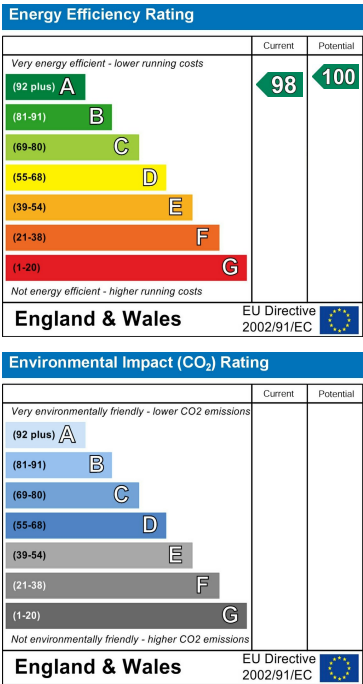 Energy Efficiency Rating
Current Potential
Very energy efficient - lower running costs
(92 plus) A 98 100
(81-91) B
(69-80) C
(55-68) D
(39-54) E
(21-38) F
(1-20) G
Not energy efficient - higher running costs
England & Wales EU Directive
2002/91/EC
Environmental Impact (CO₂) Rating
Current Potential
Very environmentally friendly - lower CO2 emissions
(92 plus) A
(81-91) B
(69-80) C
(55-68) D
(39-54) E
(21-38) F
(1-20) G
Not environmentally friendly - higher CO2 emissions
England & Wales EU Directive
2002/91/EC